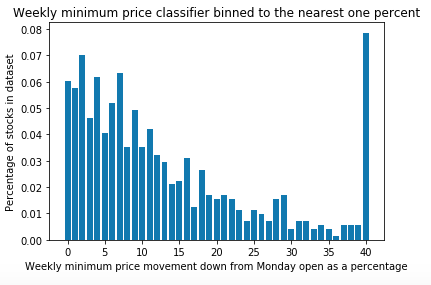 Weekly minimum price classifier binned to the nearest one percent
0.08
0.07
0.06
0.05
0.04
0.03
0.02
0.01
0.00
Percentage of stocks in dataset
0 5 10 15 20 25 30 35 40
Weekly minimum price movement down from Monday open as a percentage